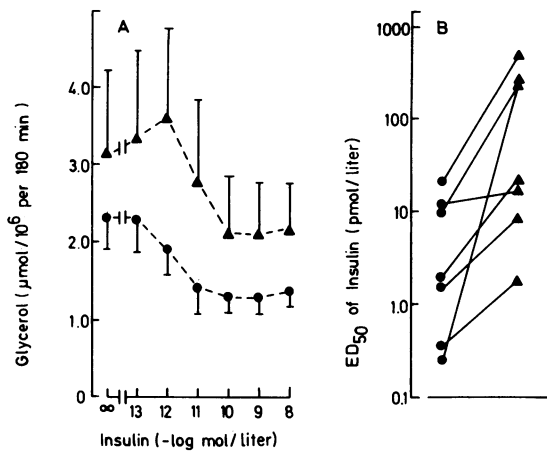 A
Glycerol (µmol/10⁶ per 180 min)
4.0
3.0
2.0
1.0
0
∞ 13 12 11 10 9 8
Insulin (-log mol/liter)
B
ED₅₀ of Insulin (pmol/liter)
1000
100
10
1.0
0.1